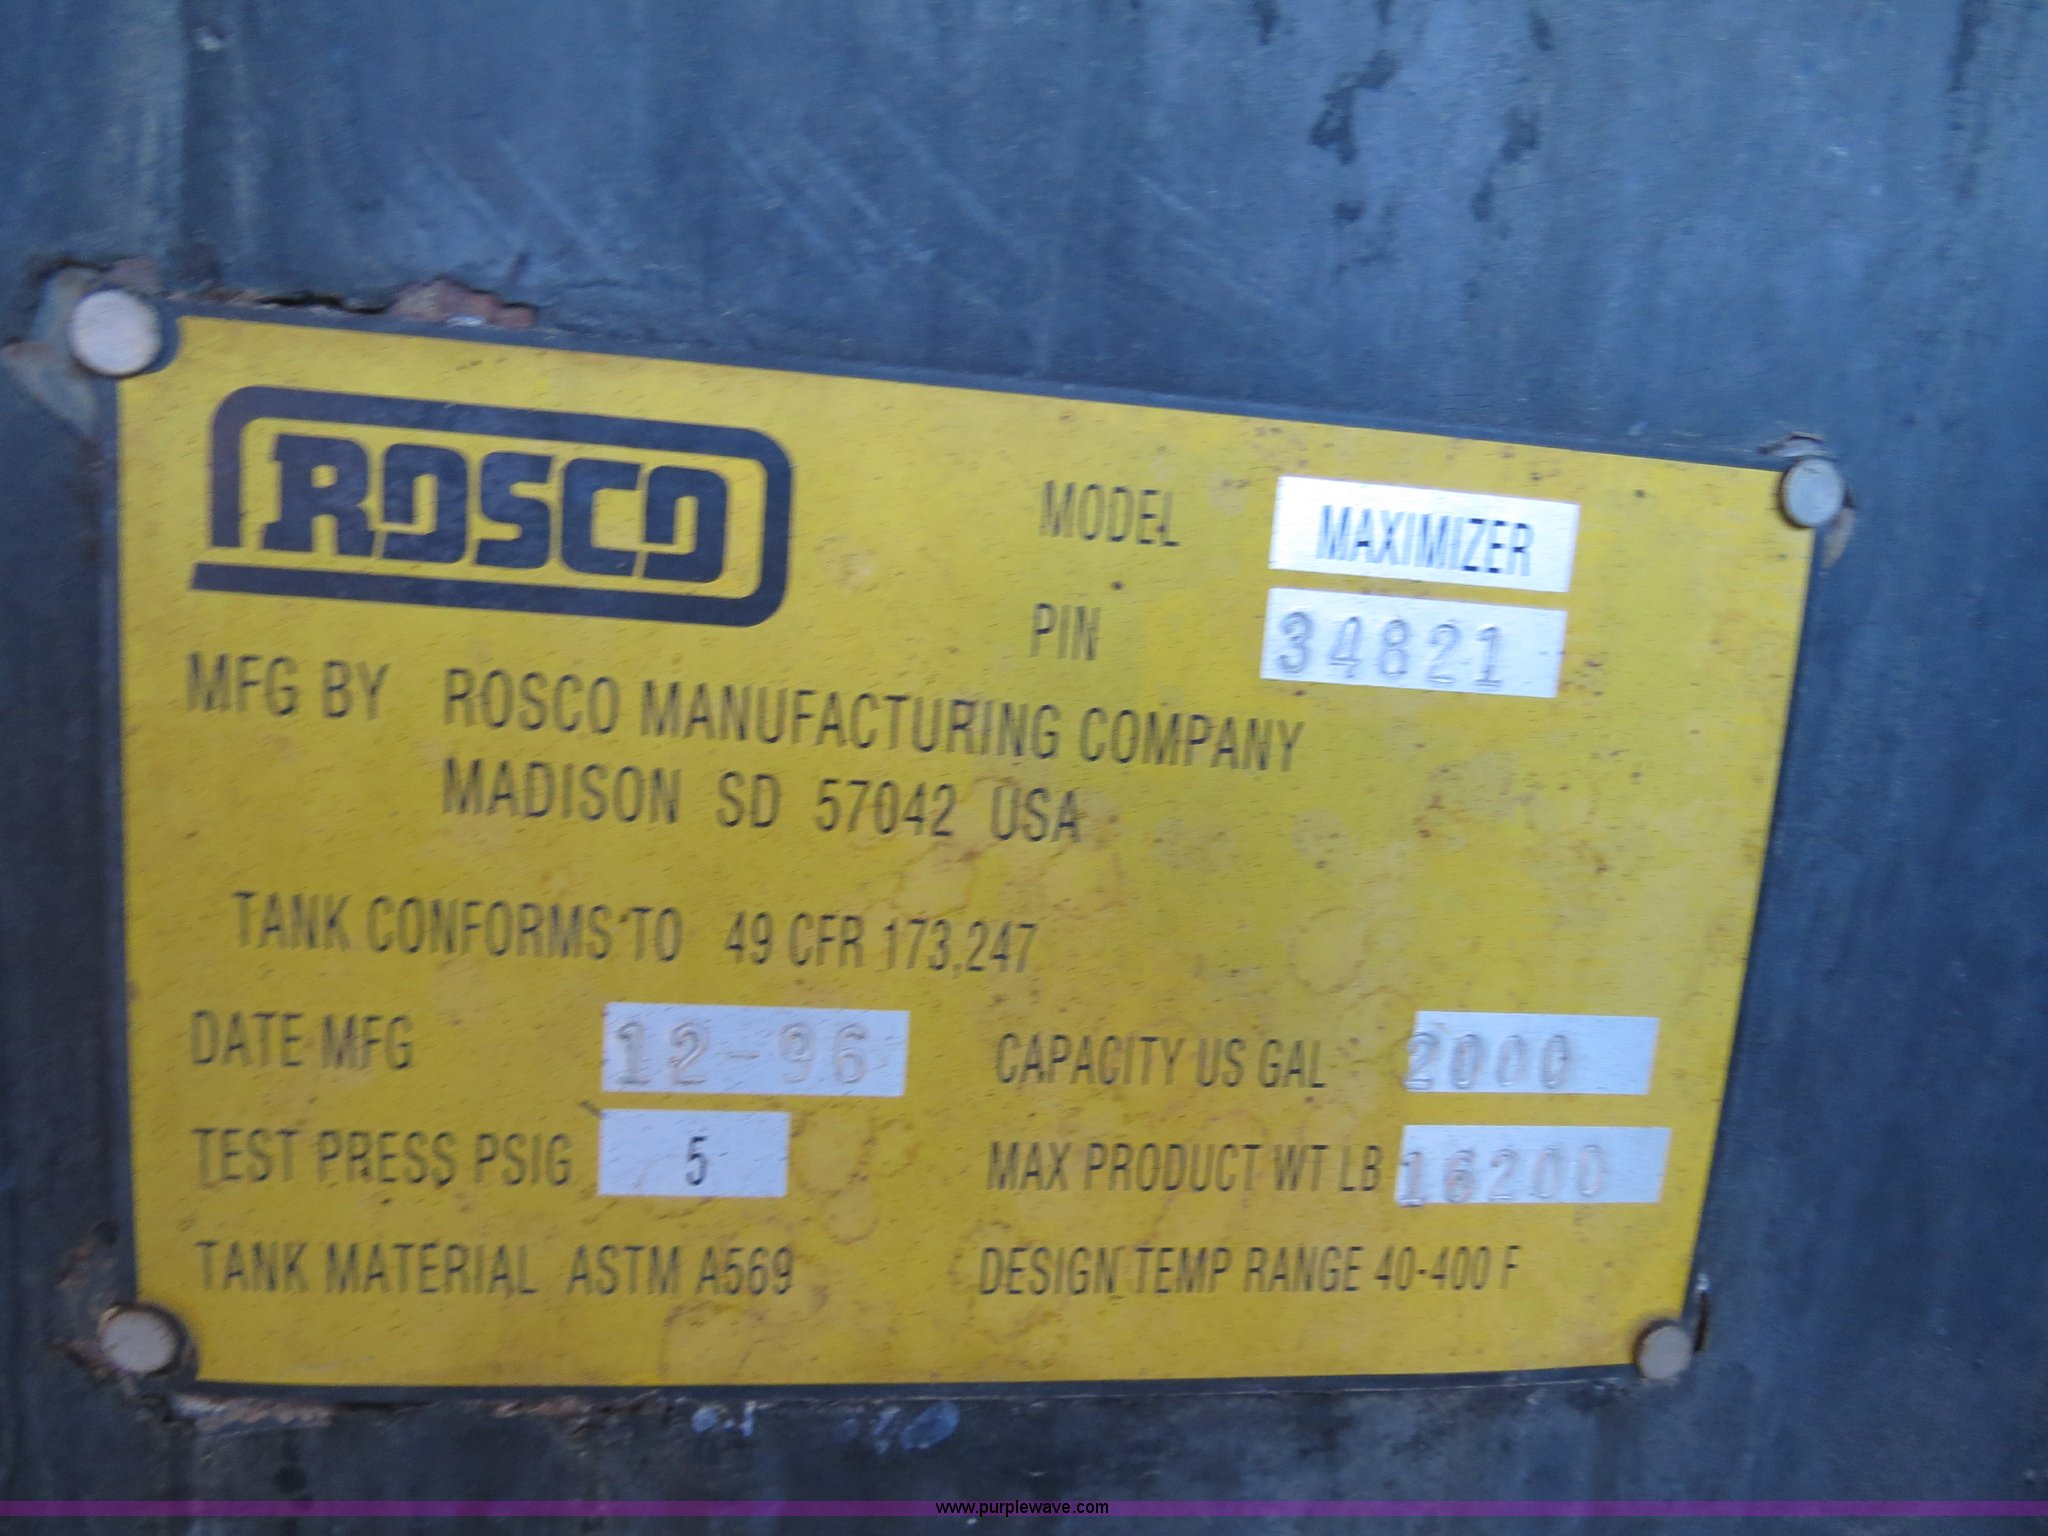 ROSCO
MODEL MAXIMIZER
PIN 34821
MFG BY ROSCO MANUFACTURING COMPANY
MADISON SD 57042 USA
TANK CONFORMS TO 49 CFR 173.247
DATE MFG 12-96 CAPACITY US GAL 2000
TEST PRESS PSIG 5 MAX PRODUCT WT LB 16200
TANK MATERIAL ASTM A569 DESIGN TEMP RANGE 40-400 F
www.purplewave.com